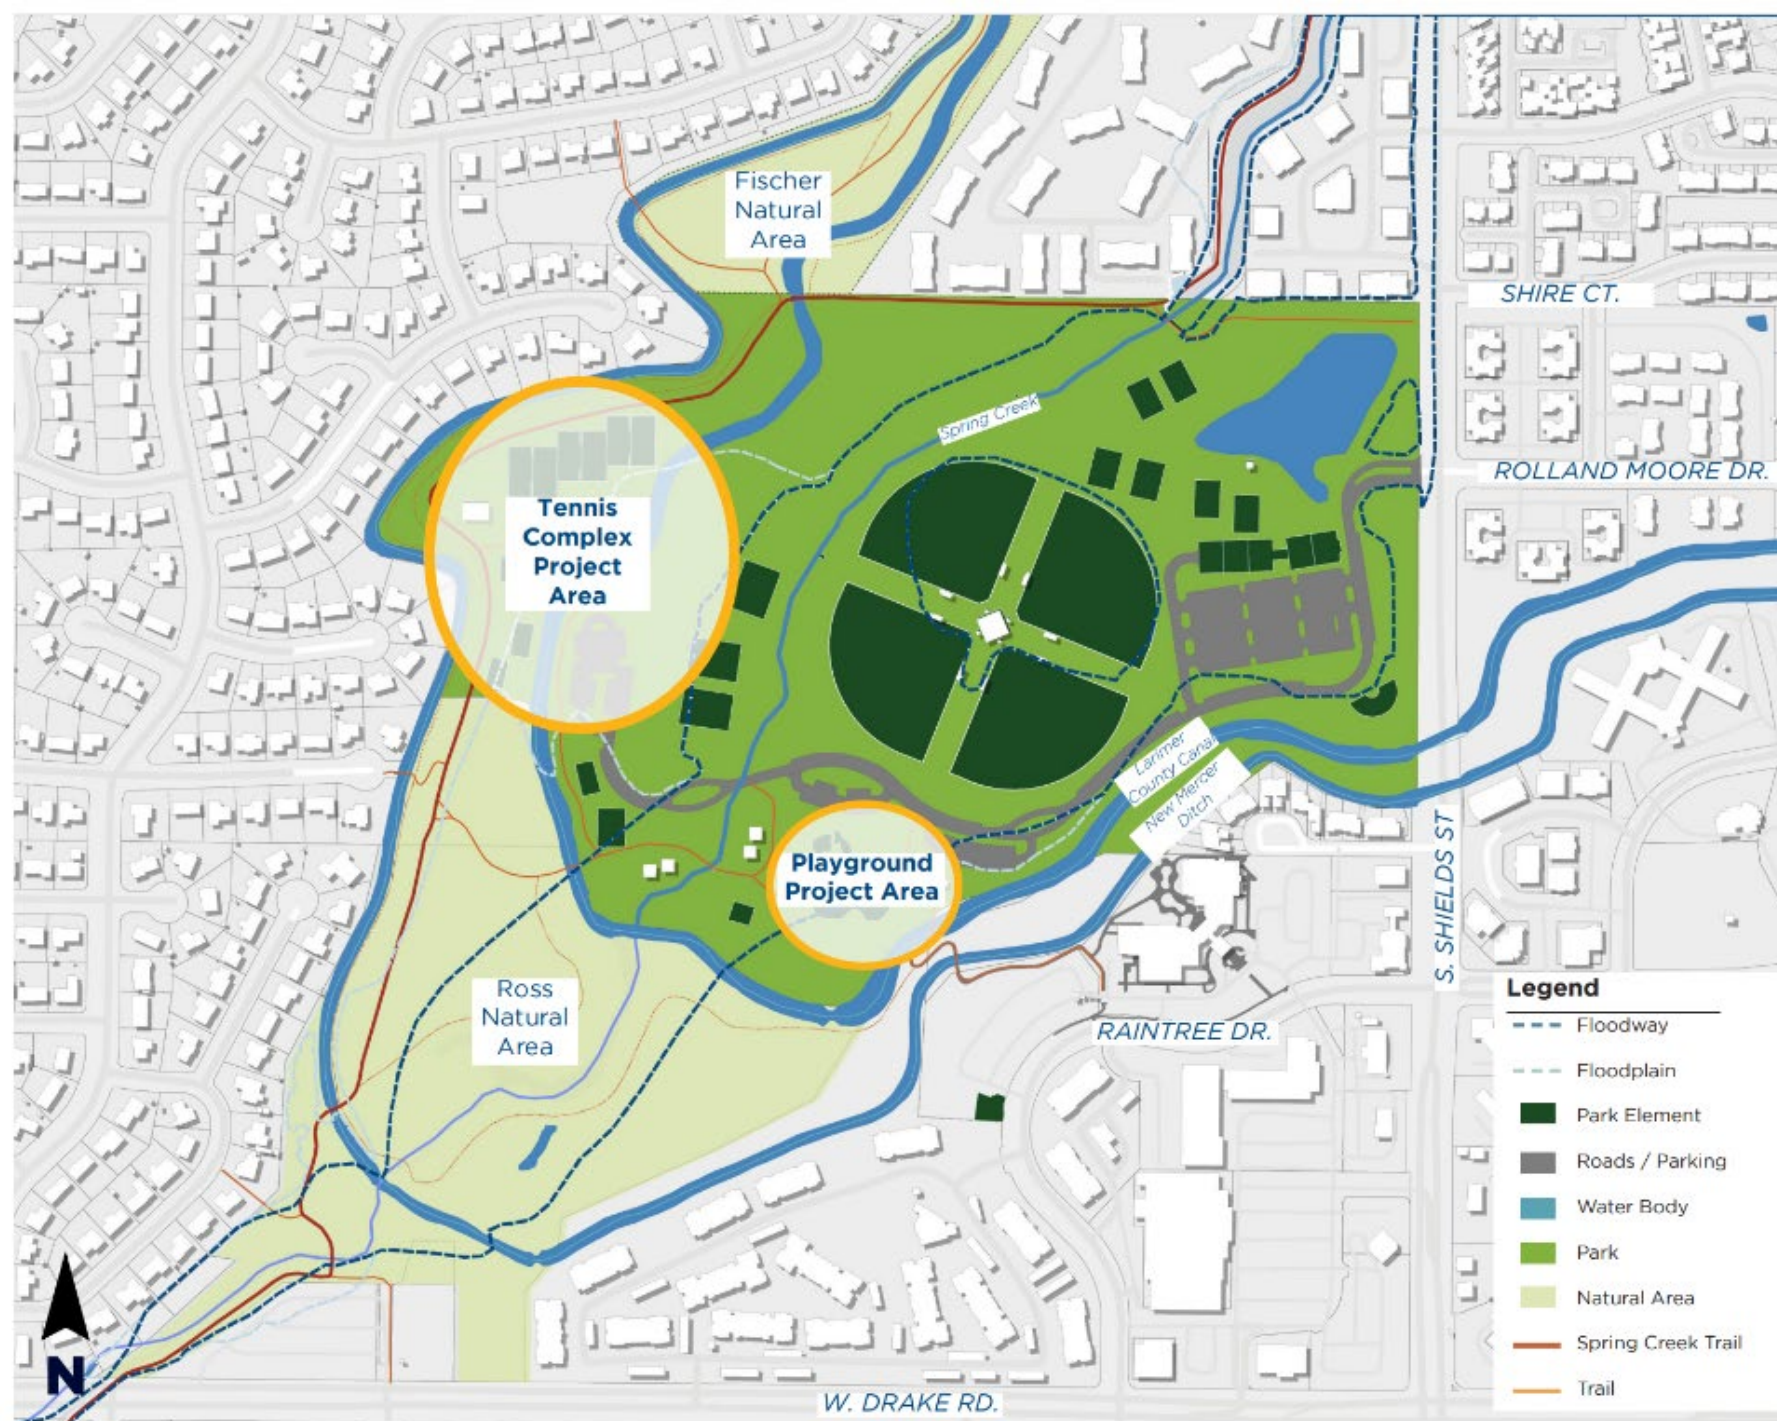 Fischer
Natural
Area
SHIRE CT.
Spring Creek
ROLLAND MOORE DR.
Tennis
Complex
Project
Area
Larimer
County Canal
New Mercer
Ditch
Playground
Project Area
S. SHIELDS ST
Ross
Natural
Area
RAINTREE DR.
W. DRAKE RD.
N
Legend
Floodway
Floodplain
Park Element
Roads / Parking
Water Body
Park
Natural Area
Spring Creek Trail
Trail